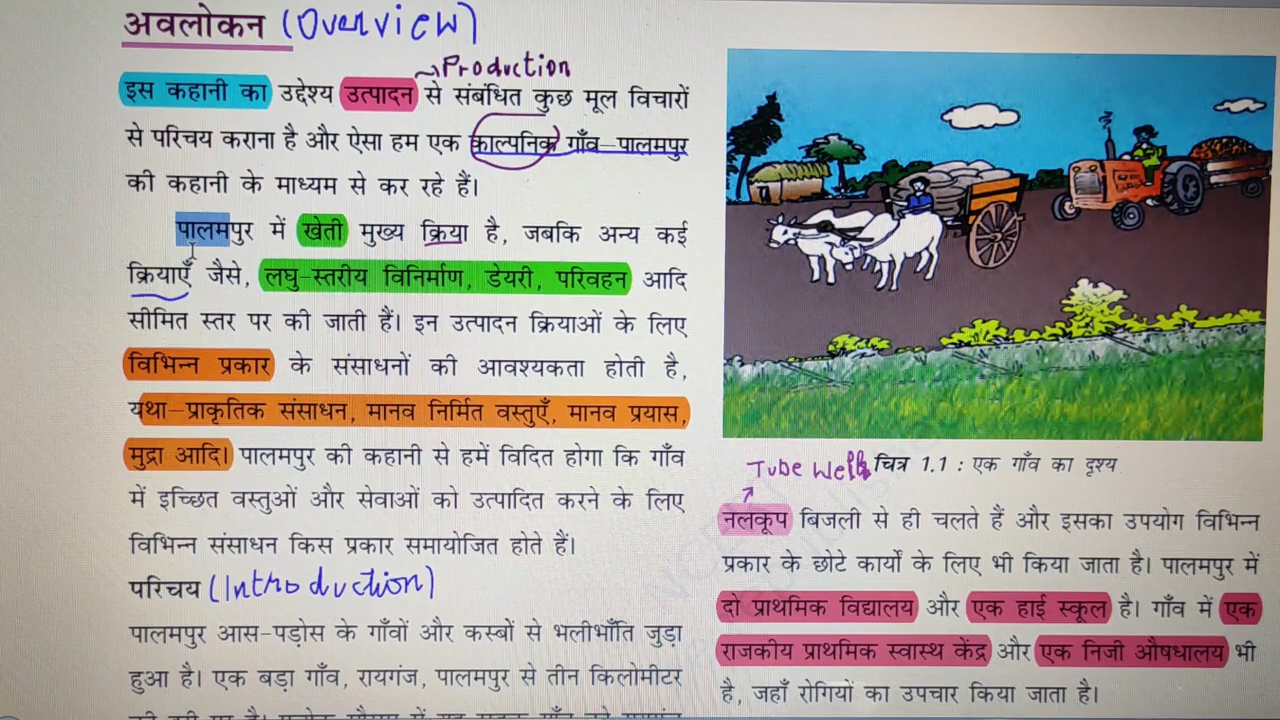 अवलोकन (Overview)
Production
इस कहानी का उद्देश्य उत्पादन से संबंधित कुछ मूल विचारों
से परिचय कराना है और ऐसा हम एक काल्पनिक गाँव–पालमपुर
की कहानी के माध्यम से कर रहे हैं।
पालमपुर में खेती मुख्य क्रिया है, जबकि अन्य कई
क्रियाएँ जैसे, लघु–स्तरीय विनिर्माण, डेयरी, परिवहन आदि
सीमित स्तर पर की जाती हैं। इन उत्पादन क्रियाओं के लिए
विभिन्न प्रकार के संसाधनों की आवश्यकता होती है,
यथा–प्राकृतिक संसाधन, मानव निर्मित वस्तुएँ, मानव प्रयास,
मुद्रा आदि। पालमपुर की कहानी से हमें विदित होगा कि गाँव
में इच्छित वस्तुओं और सेवाओं को उत्पादित करने के लिए
विभिन्न संसाधन किस प्रकार समायोजित होते हैं।
परिचय (Introduction)
पालमपुर आस-पड़ोस के गाँवों और कस्बों से भलीभाँति जुड़ा
हुआ है। एक बड़ा गाँव, रायगंज, पालमपुर से तीन किलोमीटर
Tube Well चित्र 1.1 : एक गाँव का दृश्य
नलकूप बिजली से ही चलते हैं और इसका उपयोग विभिन्न
प्रकार के छोटे कार्यों के लिए भी किया जाता है। पालमपुर में
दो प्राथमिक विद्यालय और एक हाई स्कूल है। गाँव में एक
राजकीय प्राथमिक स्वास्थ केंद्र और एक निजी औषधालय भी
है, जहाँ रोगियों का उपचार किया जाता है।